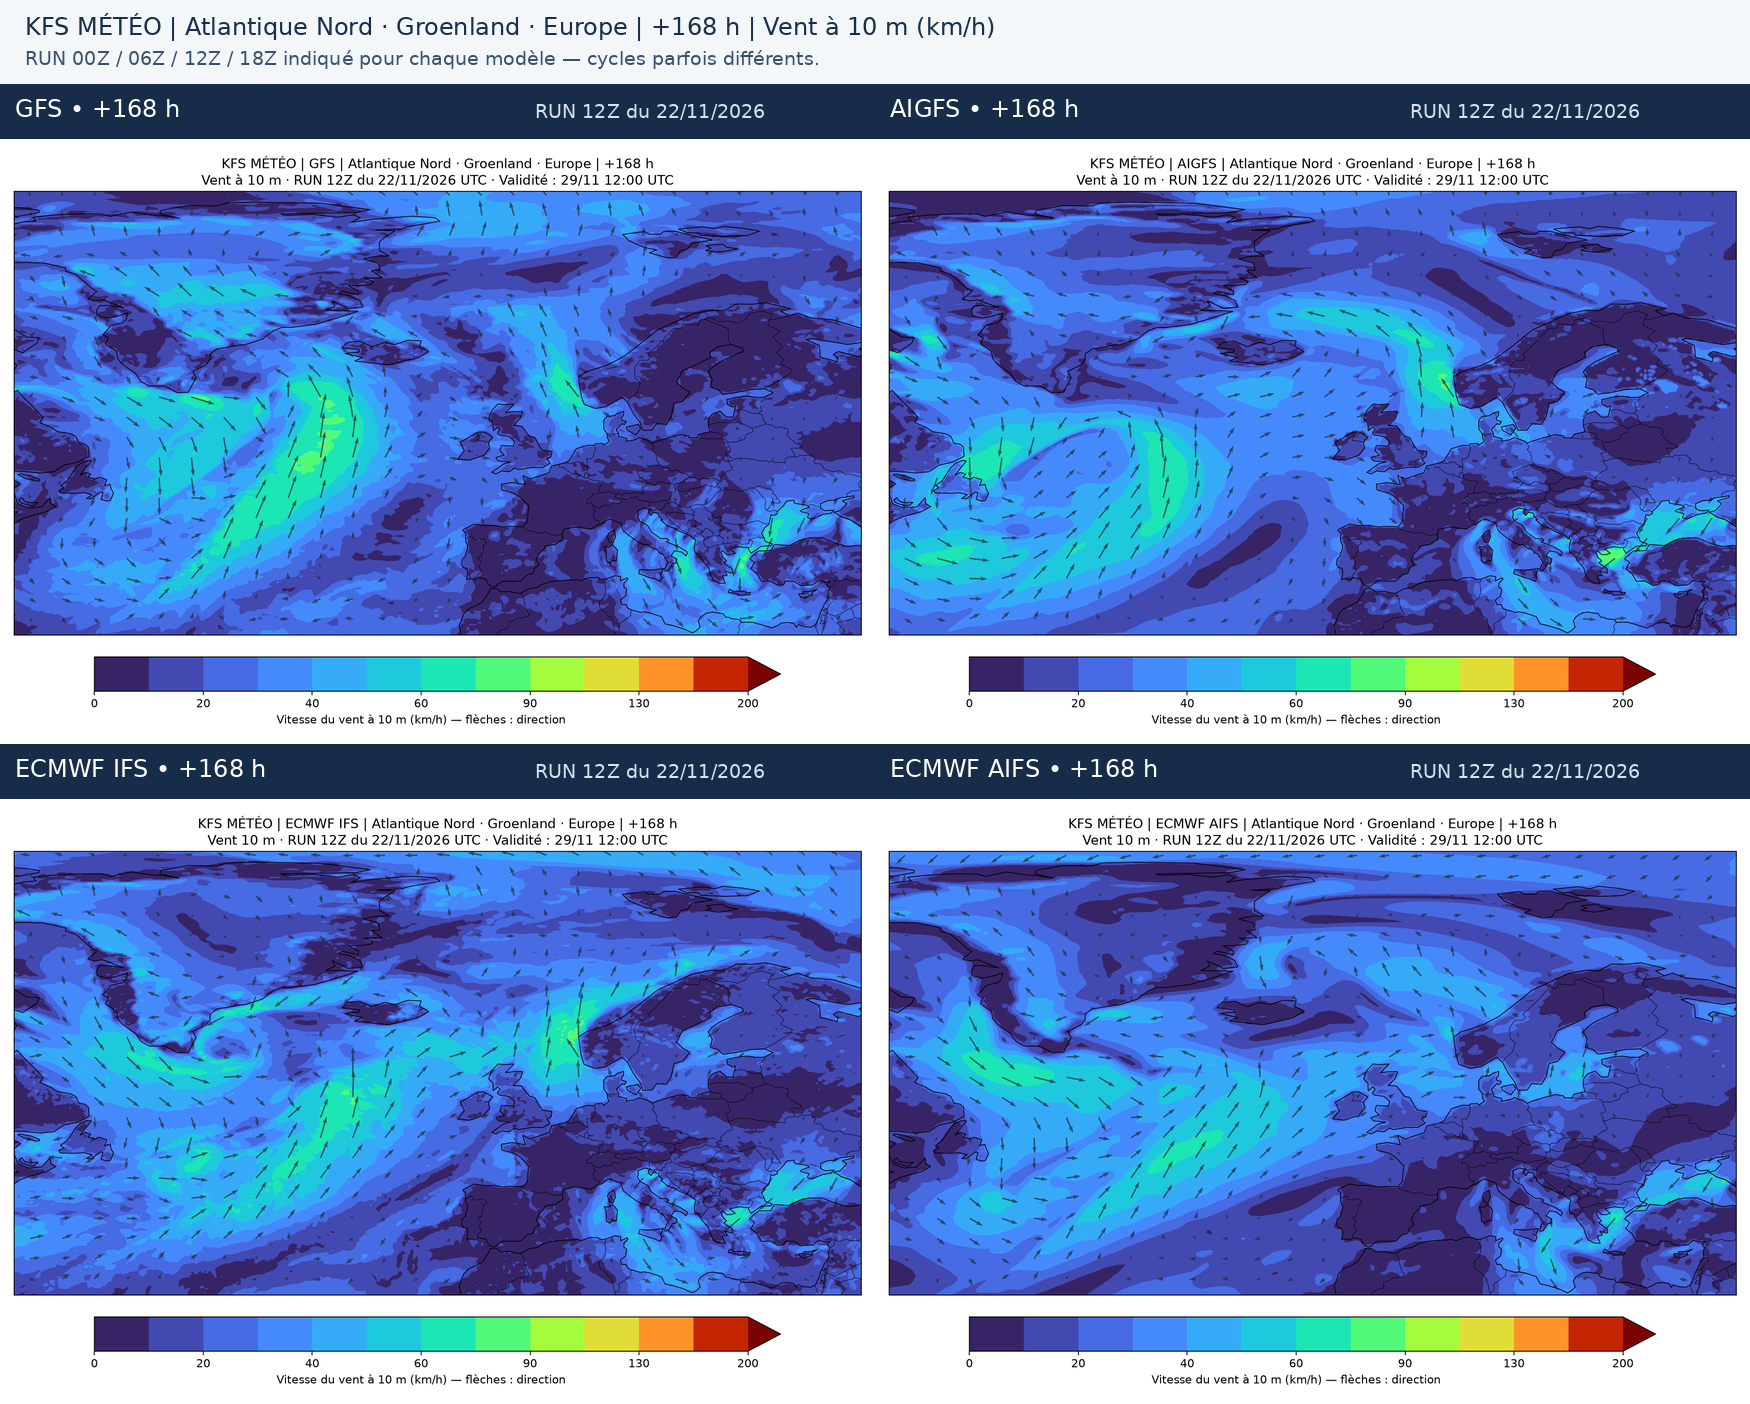 KFS MÉTÉO | Atlantique Nord · Groenland · Europe | +168 h | Vent à 10 m (km/h)
RUN 00Z / 06Z / 12Z / 18Z indiqué pour chaque modèle — cycles parfois différents.
GFS • +168 h RUN 12Z du 22/11/2026
KFS MÉTÉO | GFS | Atlantique Nord · Groenland · Europe | +168 h
Vent à 10 m · RUN 12Z du 22/11/2026 UTC · Validité : 29/11 12:00 UTC
0 20 40 60 90 130 200
Vitesse du vent à 10 m (km/h) — flèches : direction
AIGFS • +168 h RUN 12Z du 22/11/2026
KFS MÉTÉO | AIGFS | Atlantique Nord · Groenland · Europe | +168 h
Vent à 10 m · RUN 12Z du 22/11/2026 UTC · Validité : 29/11 12:00 UTC
0 20 40 60 90 130 200
Vitesse du vent à 10 m (km/h) — flèches : direction
ECMWF IFS • +168 h RUN 12Z du 22/11/2026
KFS MÉTÉO | ECMWF IFS | Atlantique Nord · Groenland · Europe | +168 h
Vent 10 m · RUN 12Z du 22/11/2026 UTC · Validité : 29/11 12:00 UTC
0 20 40 60 90 130 200
Vitesse du vent à 10 m (km/h) — flèches : direction
ECMWF AIFS • +168 h RUN 12Z du 22/11/2026
KFS MÉTÉO | ECMWF AIFS | Atlantique Nord · Groenland · Europe | +168 h
Vent 10 m · RUN 12Z du 22/11/2026 UTC · Validité : 29/11 12:00 UTC
0 20 40 60 90 130 200
Vitesse du vent à 10 m (km/h) — flèches : direction